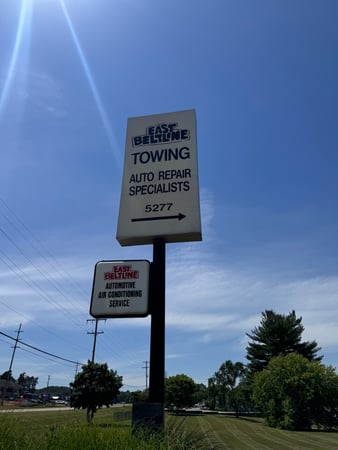 EAST
BELTLINE
TOWING
AUTO REPAIR
SPECIALISTS
5277
EAST
BELTLINE
AUTOMOTIVE
AIR CONDITIONING
SERVICE